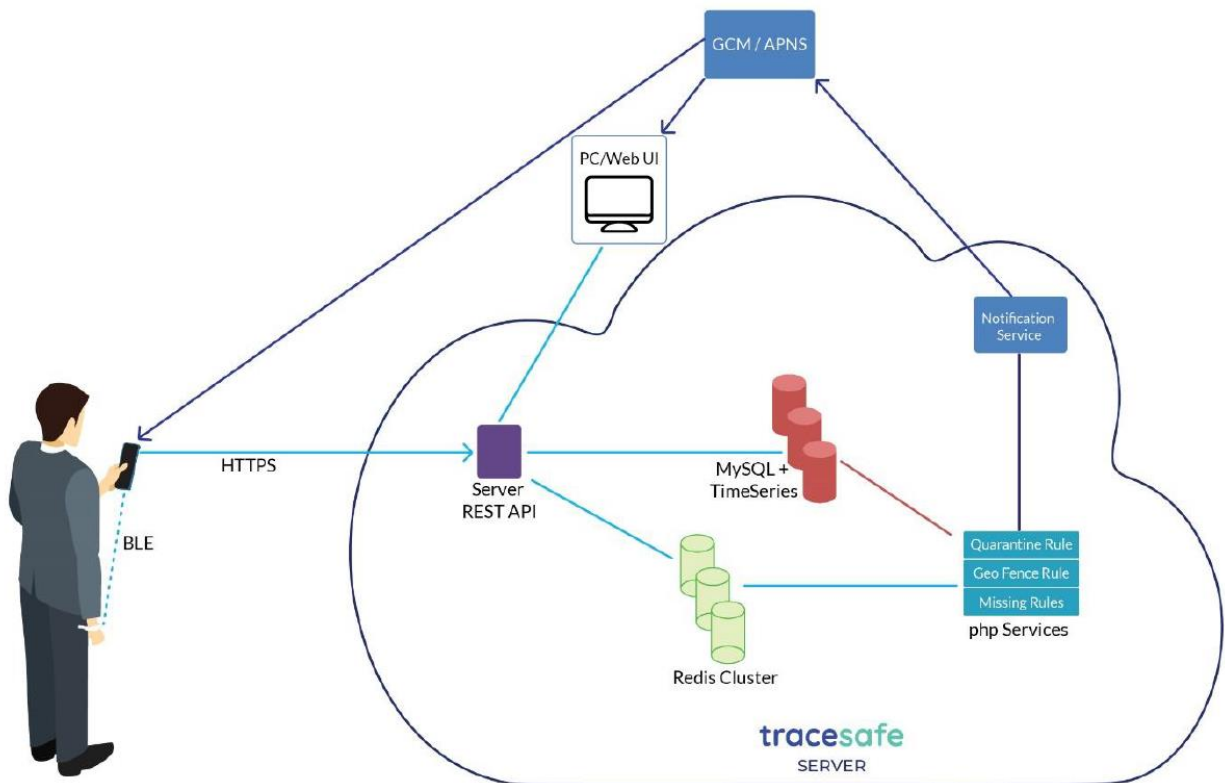 GCM / APNS
PC/Web UI
Notification
Service
HTTPS
Server
REST API
MySQL +
TimeSeries
BLE
Quarantine Rule
Geo Fence Rule
Missing Rules
php Services
Redis Cluster
tracesafe
SERVER